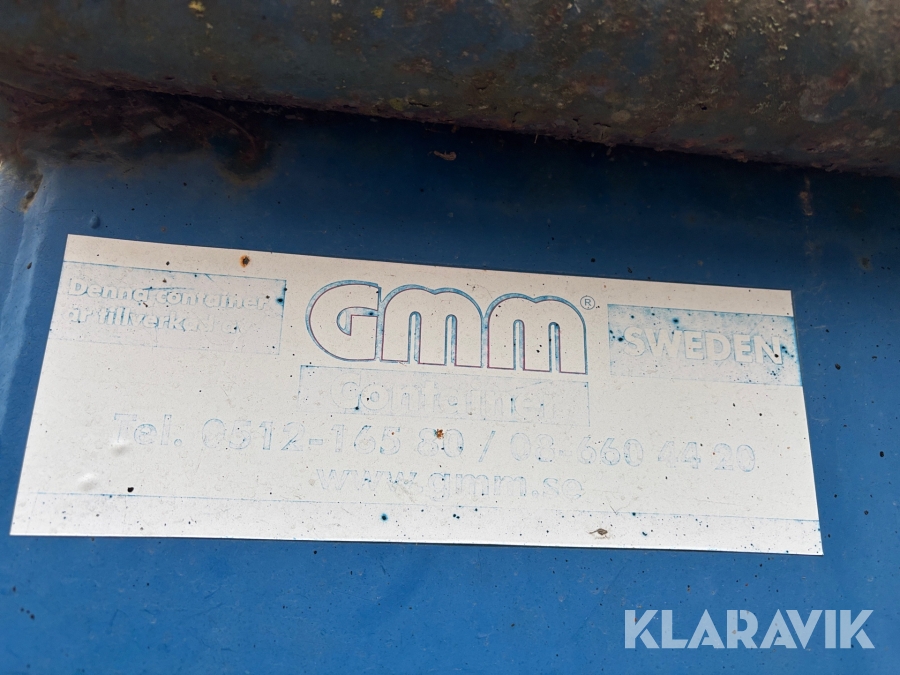 Denna container
är tillverkad av
GMM®
SWEDEN
Container
Tel. 0512-165 80 / 08-660 44 20
www.gmm.se
KLARAVIK